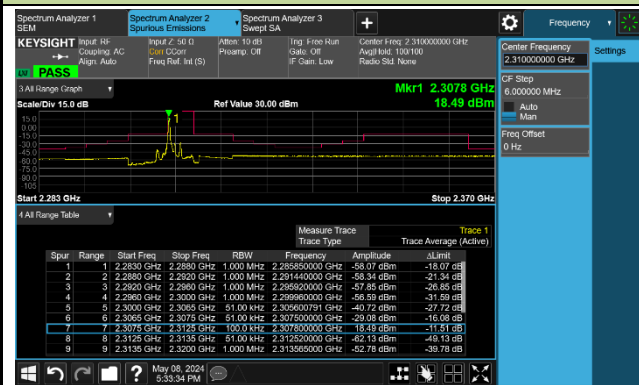 Spectrum Analyzer 1
SEM
Spectrum Analyzer 2
Spurious Emissions
Spectrum Analyzer 3
Swept SA
Frequency
KEYSIGHT
Input: RF
Coupling: AC
Align: Auto
Input Z: 50 Ω
Corr CCorr
Freq Ref: Int (S)
Atten: 10 dB
Preamp: Off
Trig: Free Run
Gate: Off
IF Gain: Low
Center Freq: 2.310000000 GHz
Avg|Hold: 100/100
Radio Std: None
PASS
Center Frequency
2.310000000 GHz
Settings
CF Step
6.000000 MHz
Auto
Man
Freq Offset
0 Hz
3 All Range Graph
Mkr1 2.3078 GHz
Scale/Div 15.0 dB
Ref Value 30.00 dBm
18.49 dBm
1
15.0
0.00
-15.0
-30.0
-45.0
-60.0
-75.0
-90.0
-105
Start 2.283 GHz
Stop 2.370 GHz
4 All Range Table
Measure Trace Trace 1
Trace Type Trace Average (Active)
Spur Range Start Freq Stop Freq RBW Frequency Amplitude ΔLimit
1 1 2.2830 GHz 2.2880 GHz 1.000 MHz 2.285850000 GHz -58.07 dBm -18.07 dB
2 2 2.2880 GHz 2.2920 GHz 1.000 MHz 2.291440000 GHz -58.34 dBm -21.34 dB
3 3 2.2920 GHz 2.2960 GHz 1.000 MHz 2.295920000 GHz -57.85 dBm -26.85 dB
4 4 2.2960 GHz 2.3000 GHz 1.000 MHz 2.299960000 GHz -56.59 dBm -31.59 dB
5 5 2.3000 GHz 2.3065 GHz 51.00 kHz 2.305600791 GHz -40.72 dBm -27.72 dB
6 6 2.3065 GHz 2.3075 GHz 51.00 kHz 2.307500000 GHz -29.08 dBm -16.08 dB
7 7 2.3075 GHz 2.3125 GHz 100.0 kHz 2.307800000 GHz 18.49 dBm -11.51 dB
8 8 2.3125 GHz 2.3135 GHz 51.00 kHz 2.312520000 GHz -62.13 dBm -49.13 dB
9 9 2.3135 GHz 2.3200 GHz 1.000 MHz 2.313565000 GHz -52.78 dBm -39.78 dB
?
May 08, 2024
5:33:34 PM